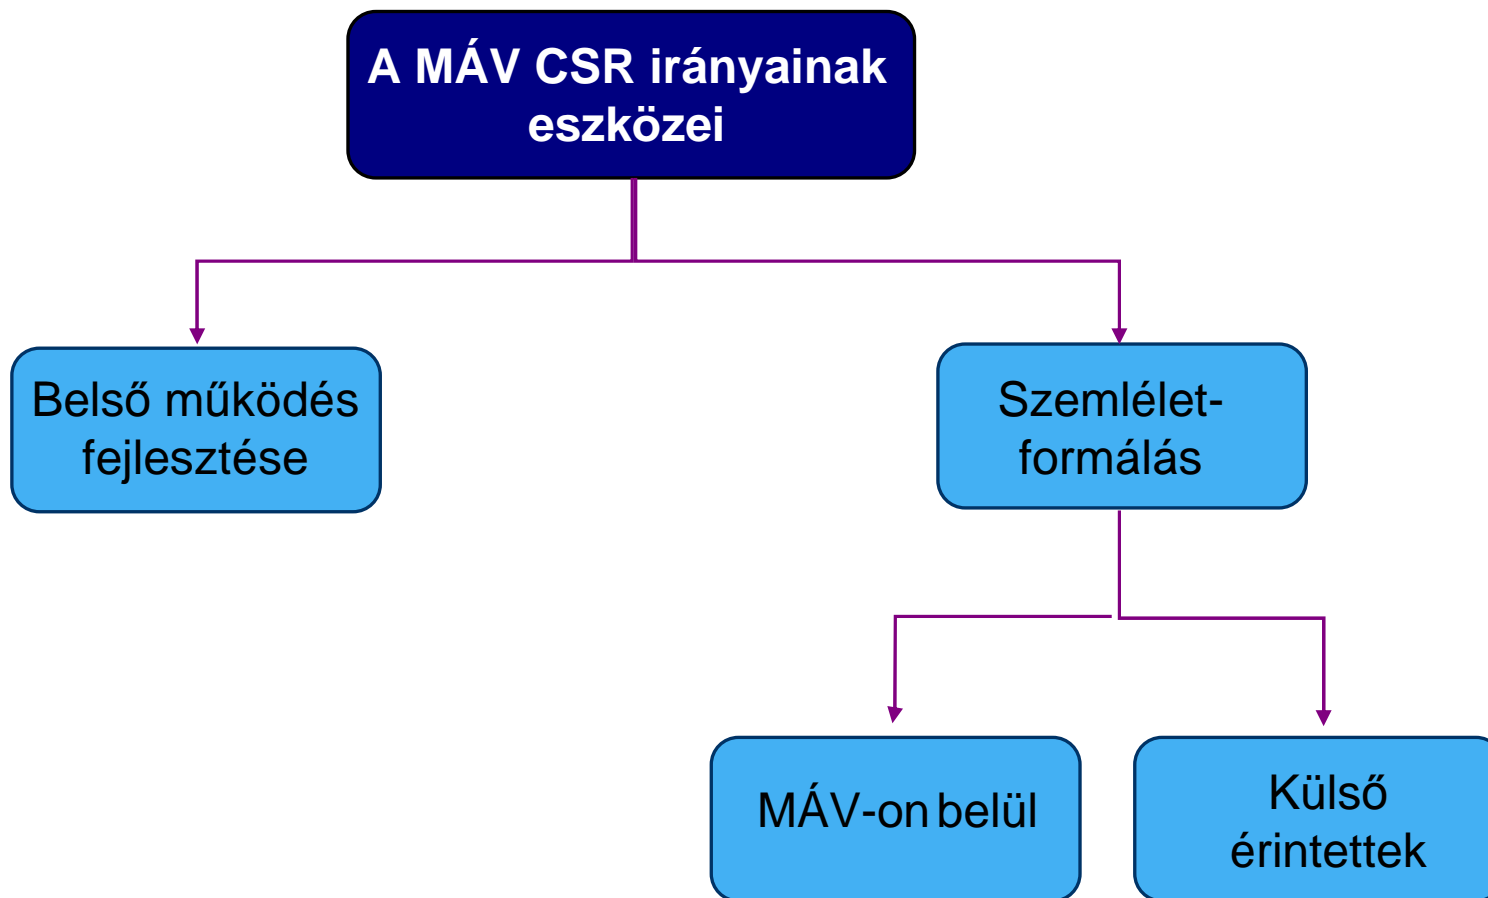 A MÁV CSR irányainak
eszközei
Belső működés
fejlesztése
Szemlélet-
formálás
MÁV-on belül
Külső
érintettek